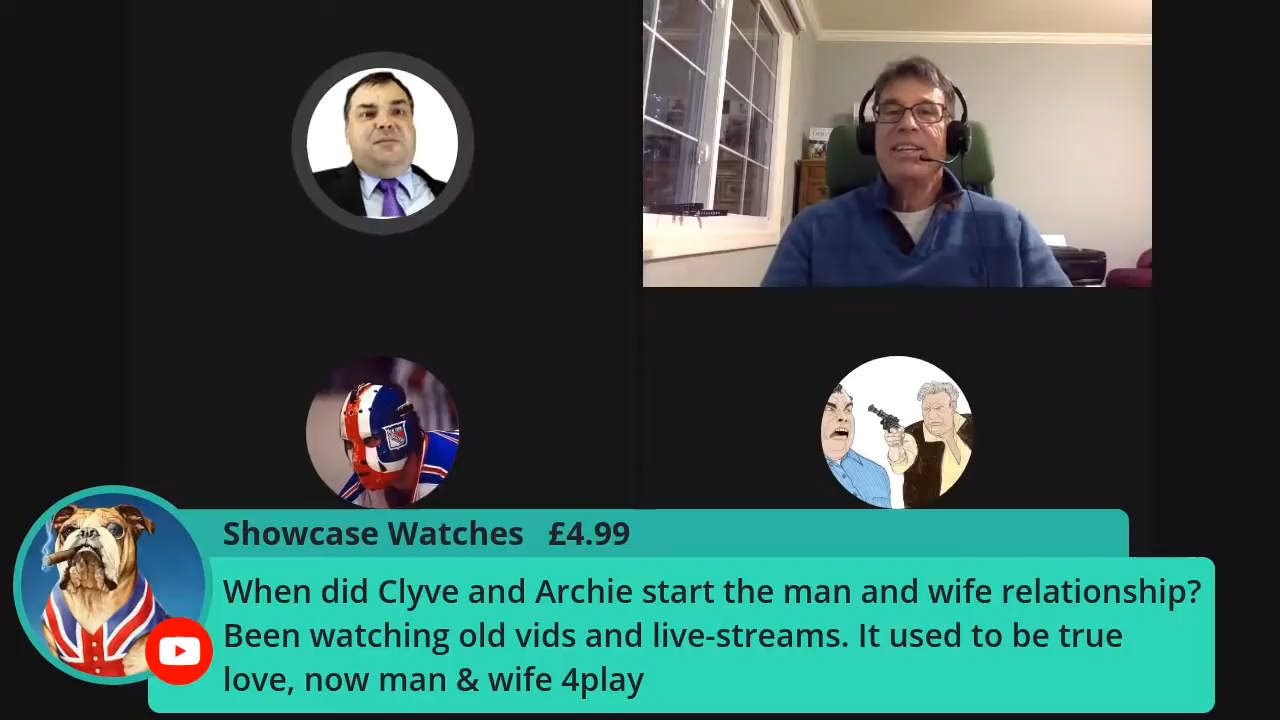 Showcase Watches £4.99
When did Clyve and Archie start the man and wife relationship?
Been watching old vids and live-streams. It used to be true
love, now man & wife 4play